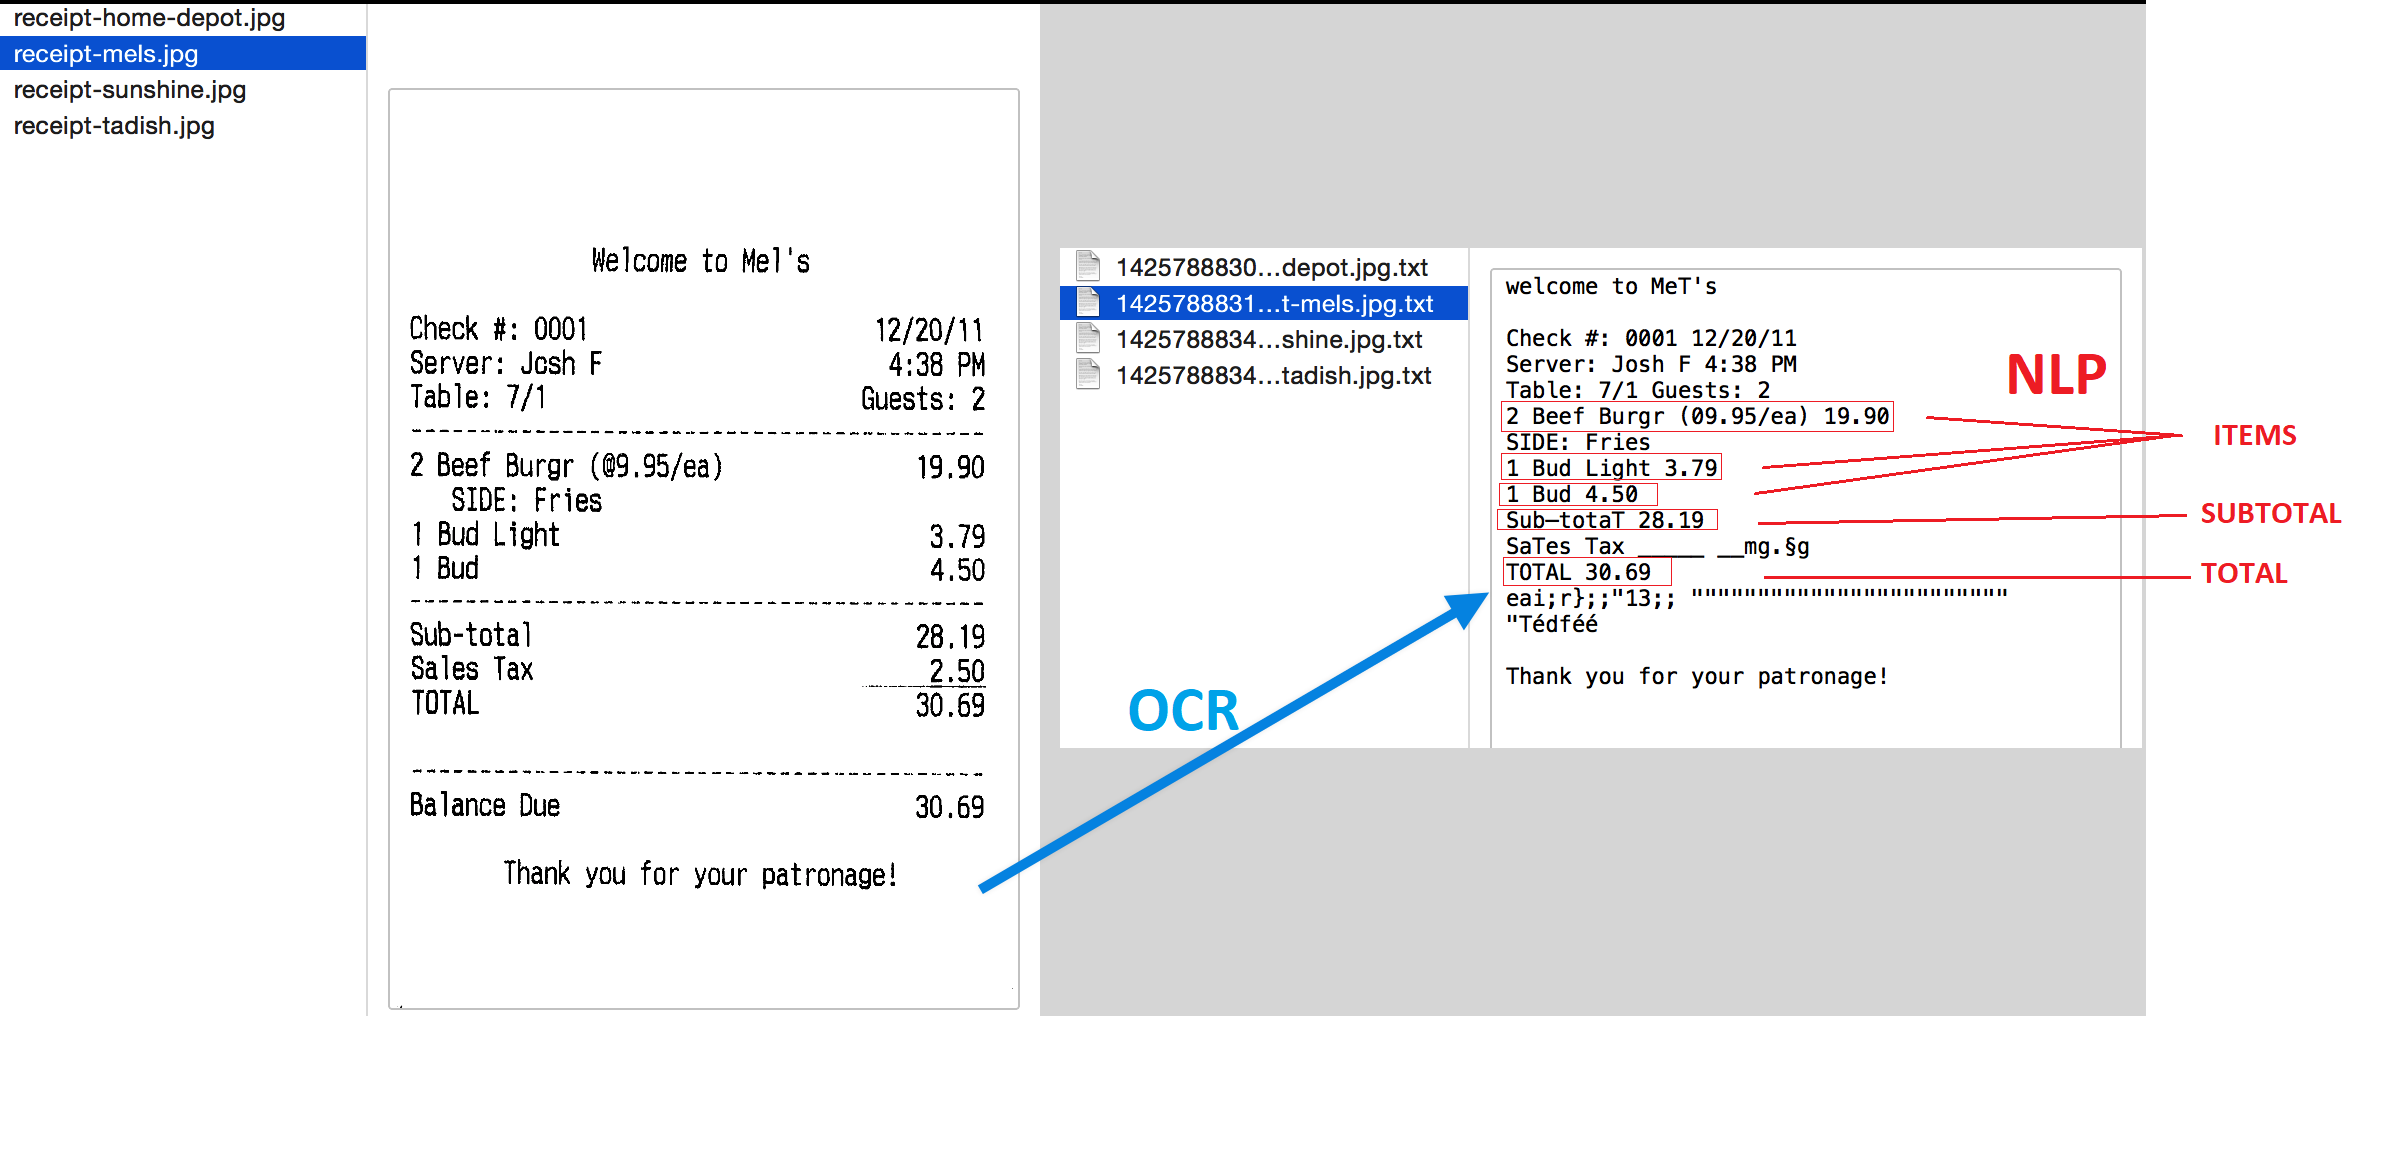 receipt-home-depot.jpg
receipt-mels.jpg
receipt-sunshine.jpg
receipt-tadish.jpg
Welcome to Mel's
Check #: 0001 12/20/11
Server: Josh F 4:38 PM
Table: 7/1 Guests: 2
2 Beef Burgr (@9.95/ea) 19.90
SIDE: Fries
1 Bud Light 3.79
1 Bud 4.50
Sub-total 28.19
Sales Tax 2.50
TOTAL 30.69
Balance Due 30.69
Thank you for your patronage!
OCR
1425788830...depot.jpg.txt
1425788831...t-mels.jpg.txt
1425788834...shine.jpg.txt
1425788834...tadish.jpg.txt
welcome to MeT's
Check #: 0001 12/20/11
Server: Josh F 4:38 PM
Table: 7/1 Guests: 2
2 Beef Burgr (09.95/ea) 19.90
SIDE: Fries
1 Bud Light 3.79
1 Bud 4.50
Sub—totaT 28.19
SaTes Tax _____ __mg.§g
TOTAL 30.69
eai;r};;"13;; """"""""""""""""""""""""
"Tédféé
Thank you for your patronage!
NLP
ITEMS
SUBTOTAL
TOTAL